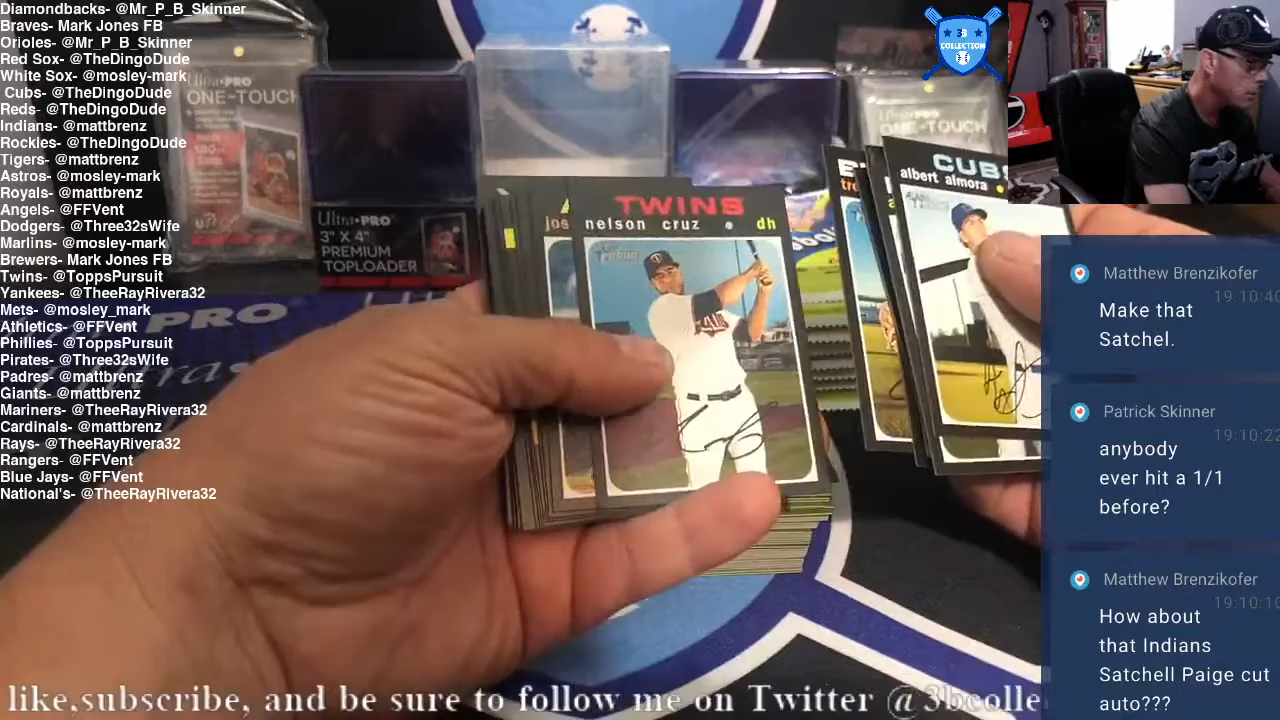 Diamondbacks- @Mr_P_B_Skinner
Braves- Mark Jones FB
Orioles- @Mr_P_B_Skinner
Red Sox- @TheDingoDude
White Sox- @mosley-mark
Cubs- @TheDingoDude
Reds- @TheDingoDude
Indians- @mattbrenz
Rockies- @TheDingoDude
Tigers- @mattbrenz
Astros- @mosley-mark
Royals- @mattbrenz
Angels- @FFVent
Dodgers- @Three32sWife
Marlins- @mosley-mark
Brewers- Mark Jones FB
Twins- @ToppsPursuit
Yankees- @TheeRayRivera32
Mets- @mosley_mark
Athletics- @FFVent
Phillies- @ToppsPursuit
Pirates- @Three32sWife
Padres- @mattbrenz
Giants- @mattbrenz
Mariners- @TheeRayRivera32
Cardinals- @mattbrenz
Rays- @TheeRayRivera32
Rangers- @FFVent
Blue Jays- @FFVent
National's- @TheeRayRivera32
Ultra·PRO
ONE-TOUCH
Ultra·PRO
3" X 4"
PREMIUM
TOPLOADER
PRO
3B
COLLECTION
ONE-TOUCH
jos
TWINS
nelson cruz dh
CUBS
albert almora
Matthew Brenzikofer
19:10:40
Make that
Satchel.
Patrick Skinner
19:10:22
anybody
ever hit a 1/1
before?
Matthew Brenzikofer
19:10:10
How about
that Indians
Satchell Paige cut
auto???
like,subscribe, and be sure to follow me on Twitter @3bcolle